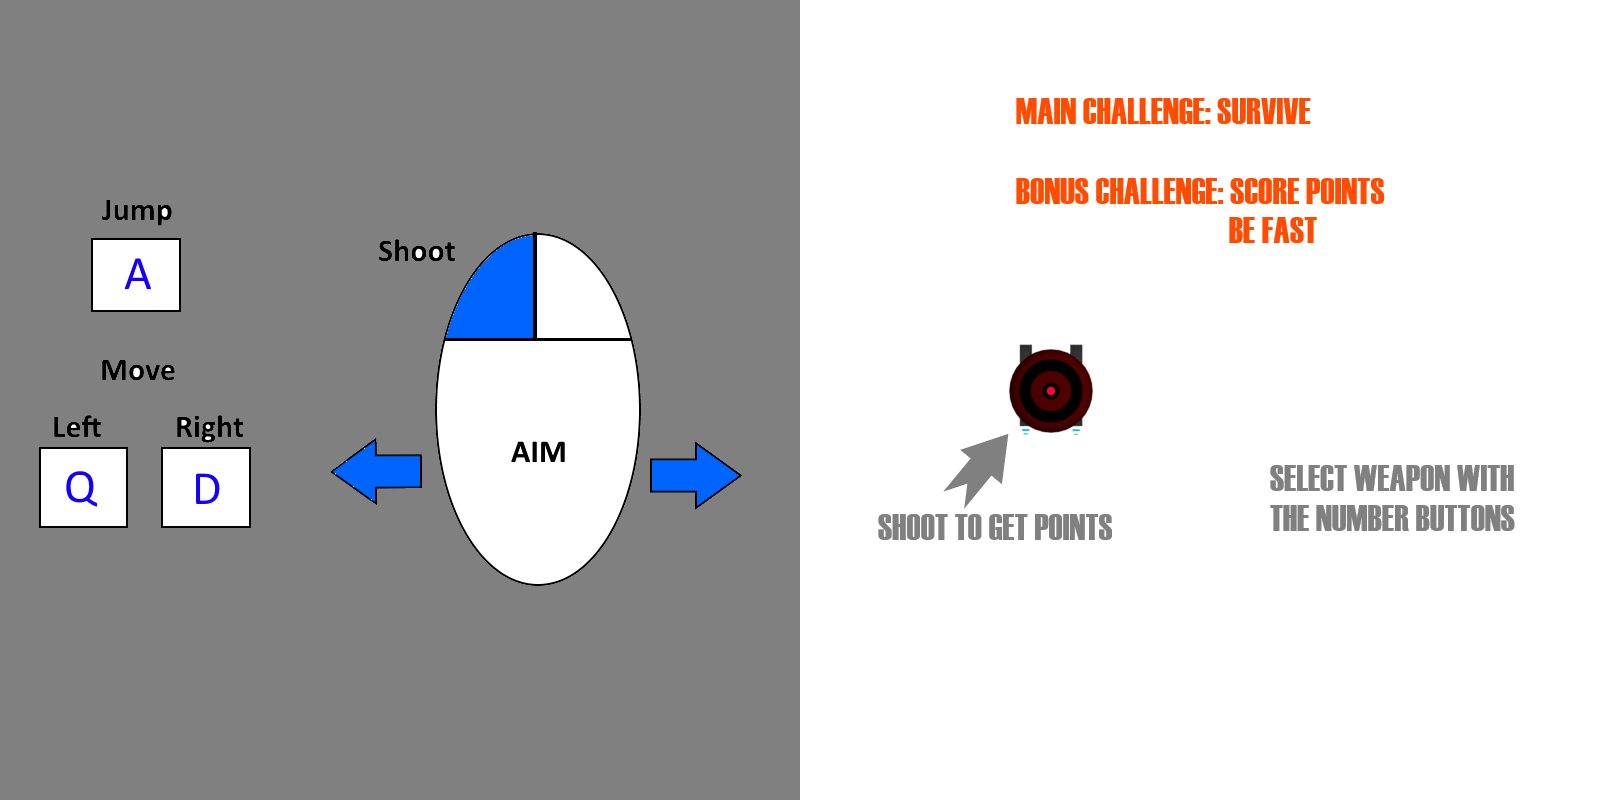 Jump
A
Move
Left
Right
Q
D
Shoot
AIM
MAIN CHALLENGE: SURVIVE
BONUS CHALLENGE: SCORE POINTS
BE FAST
SHOOT TO GET POINTS
SELECT WEAPON WITH
THE NUMBER BUTTONS